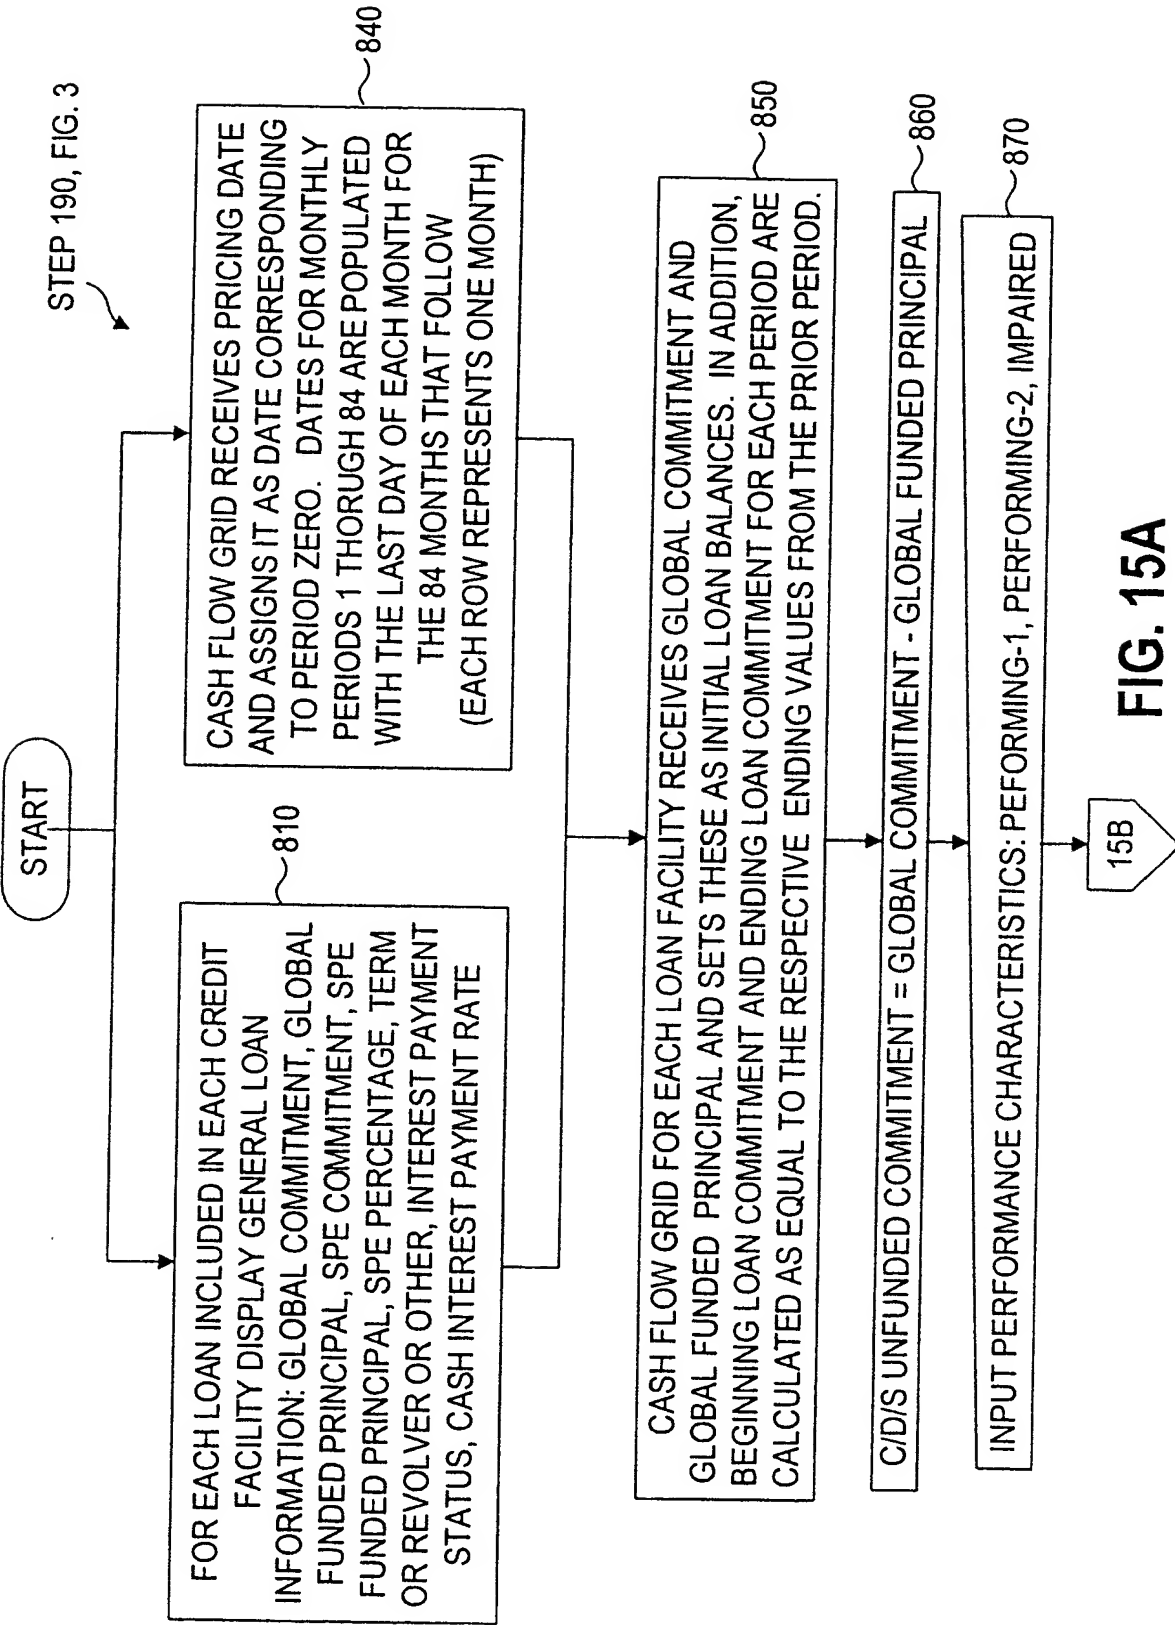 STEP 190, FIG. 3
START
FOR EACH LOAN INCLUDED IN EACH CREDIT
FACILITY DISPLAY GENERAL LOAN
INFORMATION: GLOBAL COMMITMENT, GLOBAL
FUNDED PRINCIPAL, SPE COMMITMENT, SPE
FUNDED PRINCIPAL, SPE PERCENTAGE, TERM
OR REVOLVER OR OTHER, INTEREST PAYMENT
STATUS, CASH INTEREST PAYMENT RATE
810
CASH FLOW GRID RECEIVES PRICING DATE
AND ASSIGNS IT AS DATE CORRESPONDING
TO PERIOD ZERO. DATES FOR MONTHLY
PERIODS 1 THORUGH 84 ARE POPULATED
WITH THE LAST DAY OF EACH MONTH FOR
THE 84 MONTHS THAT FOLLOW
(EACH ROW REPRESENTS ONE MONTH)
840
CASH FLOW GRID FOR EACH LOAN FACILITY RECEIVES GLOBAL COMMITMENT AND
GLOBAL FUNDED PRINCIPAL AND SETS THESE AS INITIAL LOAN BALANCES. IN ADDITION,
BEGINNING LOAN COMMITMENT AND ENDING LOAN COMMITMENT FOR EACH PERIOD ARE
CALCULATED AS EQUAL TO THE RESPECTIVE ENDING VALUES FROM THE PRIOR PERIOD.
850
C/D/S UNFUNDED COMMITMENT = GLOBAL COMMITMENT - GLOBAL FUNDED PRINCIPAL
860
INPUT PERFORMANCE CHARACTERISTICS: PEFORMING-1, PERFORMING-2, IMPAIRED
870
15B
FIG. 15A